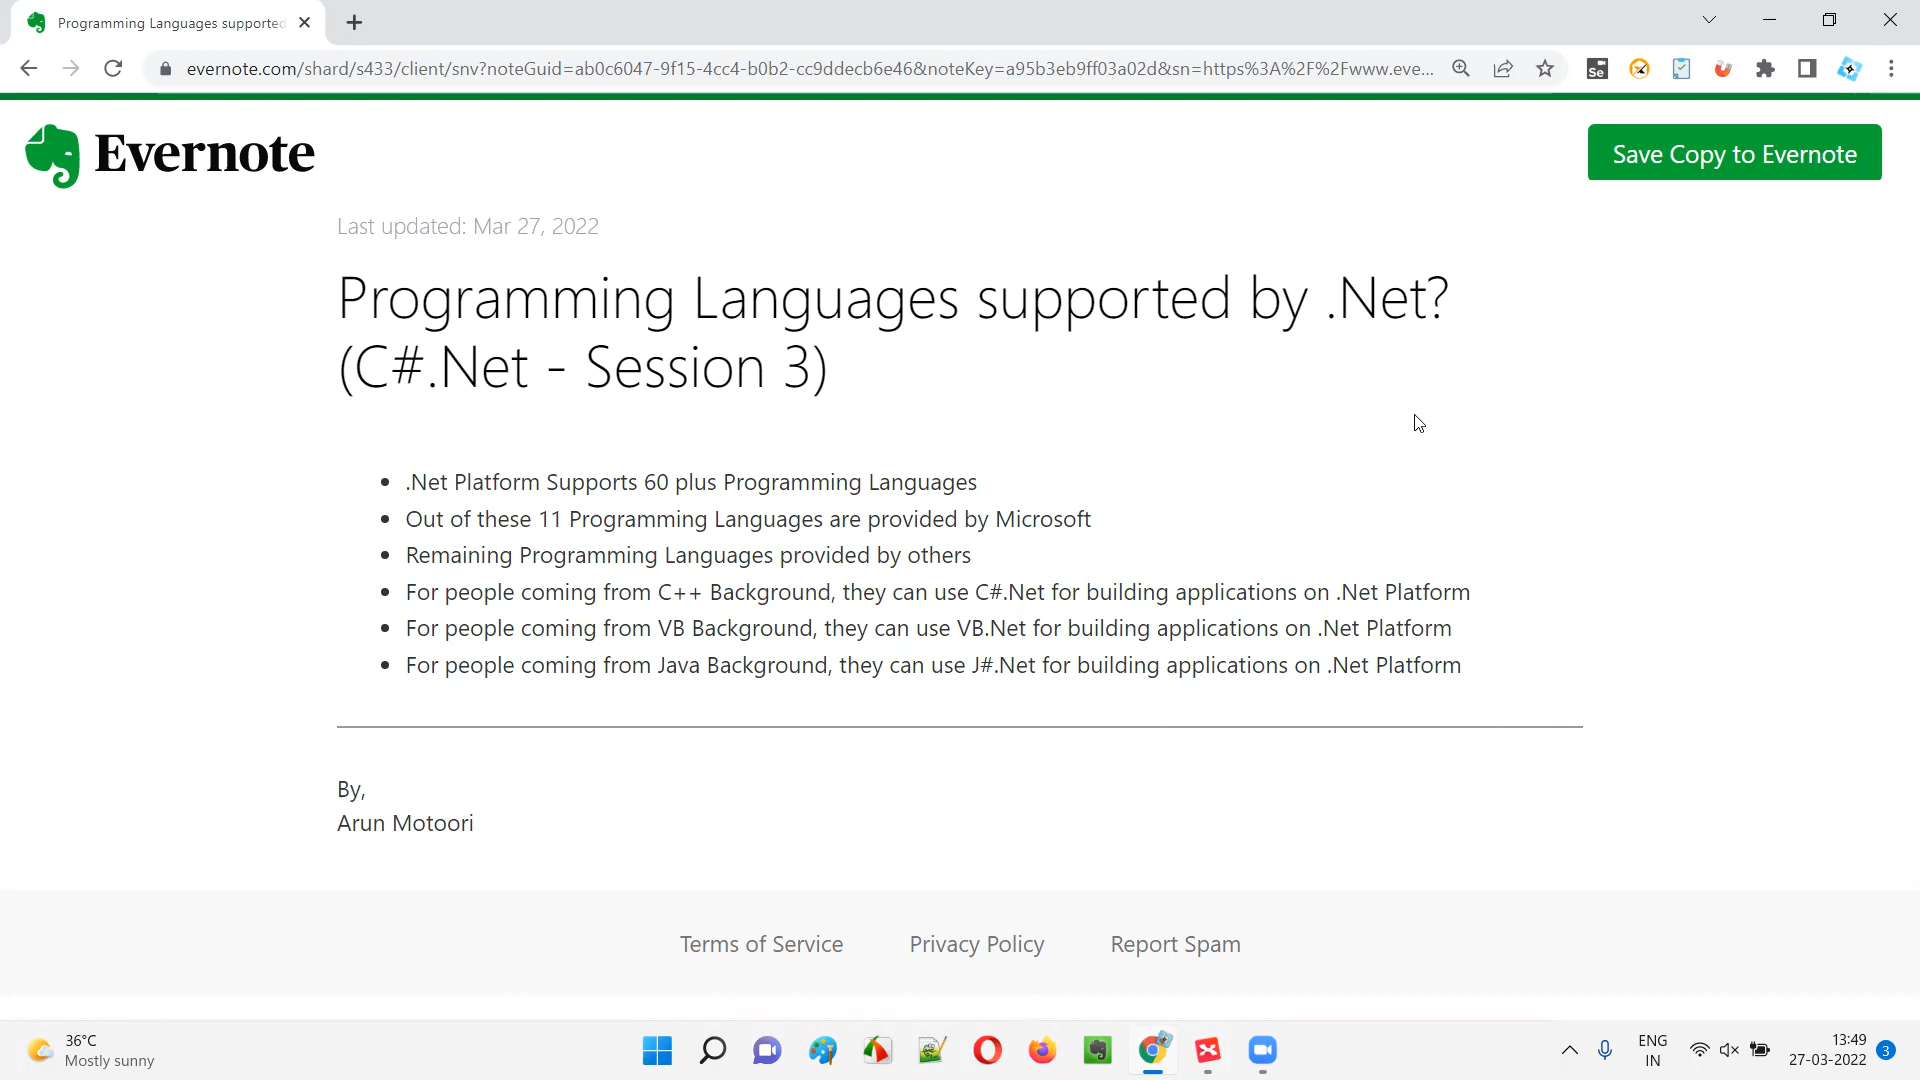 Programming Languages supported
evernote.com/shard/s433/client/snv?noteGuid=ab0c6047-9f15-4cc4-b0b2-cc9ddecb6e46&noteKey=a95b3eb9ff03a02d&sn=https%3A%2F%2Fwww.eve...
Se
Evernote
Save Copy to Evernote
Last updated: Mar 27, 2022
Programming Languages supported by .Net?
(C#.Net - Session 3)
.Net Platform Supports 60 plus Programming Languages
Out of these 11 Programming Languages are provided by Microsoft
Remaining Programming Languages provided by others
For people coming from C++ Background, they can use C#.Net for building applications on .Net Platform
For people coming from VB Background, they can use VB.Net for building applications on .Net Platform
For people coming from Java Background, they can use J#.Net for building applications on .Net Platform
By,
Arun Motoori
Terms of Service Privacy Policy Report Spam
36°C
Mostly sunny
ENG
IN
13:49
27-03-2022
3